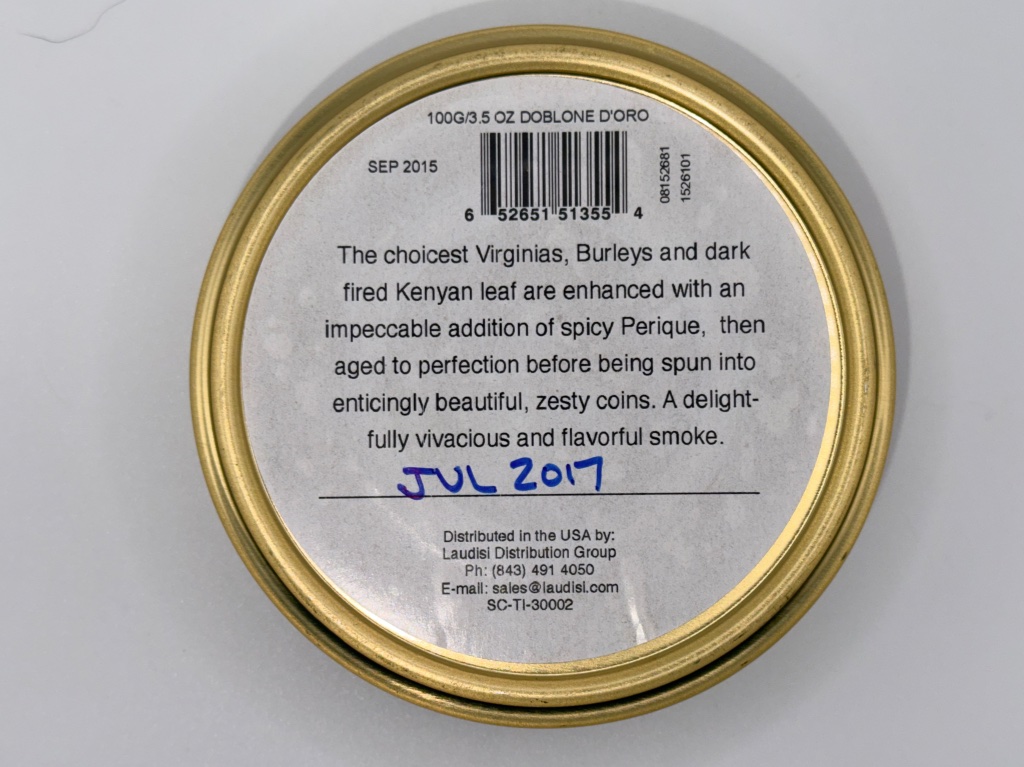 100G/3.5 OZ DOBLONE D'ORO
SEP 2015
6 52651 51355 4
08152681
1526101
The choicest Virginias, Burleys and dark
fired Kenyan leaf are enhanced with an
impeccable addition of spicy Perique, then
aged to perfection before being spun into
enticingly beautiful, zesty coins. A delight-
fully vivacious and flavorful smoke.
JUL 2017
Distributed in the USA by:
Laudisi Distribution Group
Ph: (843) 491 4050
E-mail: sales@laudisi.com
SC-TI-30002